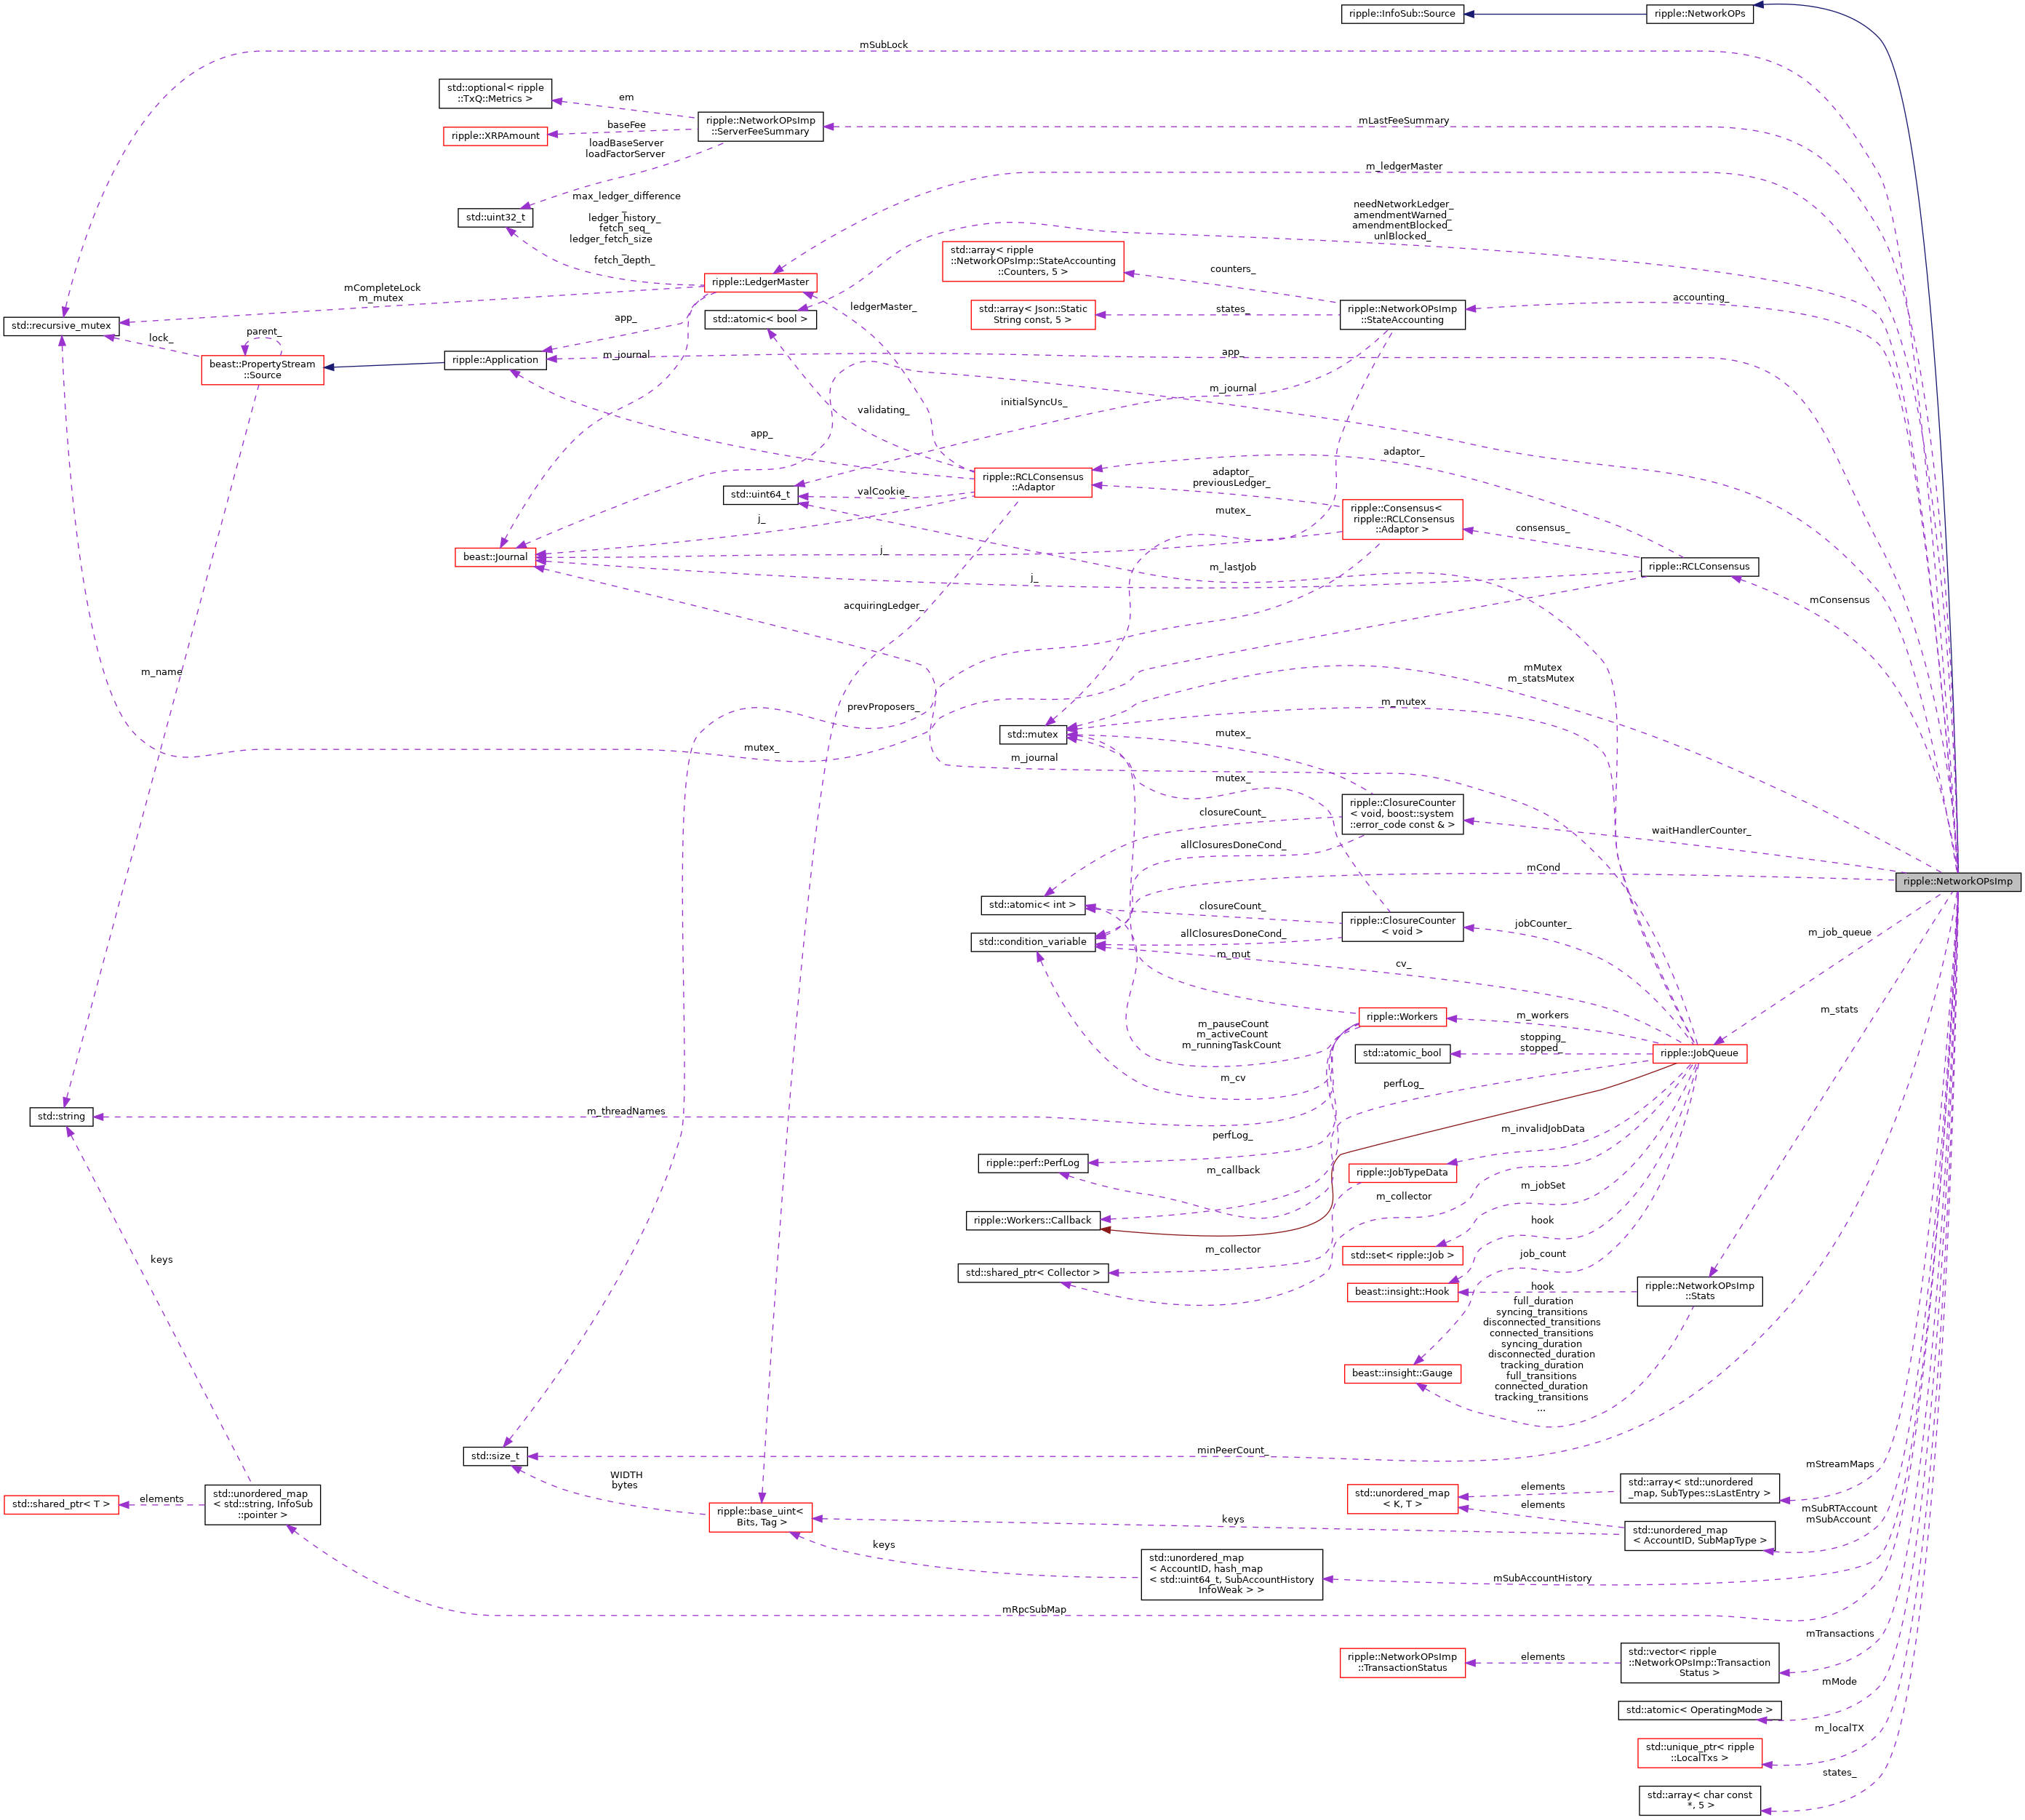 ripple::InfoSub::Source
ripple::NetworkOPs
mSubLock
std::optional< ripple
::TxQ::Metrics >
em
ripple::NetworkOPsImp
::ServerFeeSummary
mLastFeeSummary
baseFee
ripple::XRPAmount
loadBaseServer
loadFactorServer
m_ledgerMaster
max_ledger_difference
_
ledger_history_
fetch_seq_
ledger_fetch_size
_
fetch_depth_
std::uint32_t
needNetworkLedger_
amendmentWarned_
amendmentBlocked_
unlBlocked_
std::array< ripple
::NetworkOPsImp::StateAccounting
::Counters, 5 >
counters_
ripple::LedgerMaster
mCompleteLock
m_mutex
ledgerMaster_
std::array< Json::Static
String const, 5 >
states_
ripple::NetworkOPsImp
::StateAccounting
accounting_
std::recursive_mutex
lock_
parent_
app_
std::atomic< bool >
beast::PropertyStream
::Source
ripple::Application
m_journal
app_
m_journal
initialSyncUs_
validating_
app_
adaptor_
ripple::RCLConsensus
::Adaptor
adaptor_
previousLedger_
std::uint64_t
valCookie_
j_
mutex_
ripple::Consensus<
ripple::RCLConsensus
::Adaptor >
consensus_
beast::Journal
j_
j_
m_lastJob
ripple::RCLConsensus
mConsensus
acquiringLedger_
m_name
prevProposers_
mMutex
m_statsMutex
m_mutex
std::mutex
mutex_
mutex_
m_journal
mutex_
ripple::ClosureCounter
< void, boost::system
::error_code const & >
closureCount_
waitHandlerCounter_
allClosuresDoneCond_
mCond
ripple::NetworkOPsImp
std::atomic< int >
closureCount_
ripple::ClosureCounter
< void >
jobCounter_
m_job_queue
std::condition_variable
allClosuresDoneCond_
m_mut
cv_
ripple::Workers
m_workers
m_stats
m_pauseCount
m_activeCount
m_runningTaskCount
std::atomic_bool
stopping_
stopped_
ripple::JobQueue
m_cv
perfLog_
std::string
m_threadNames
perfLog_
m_invalidJobData
ripple::perf::PerfLog
m_callback
ripple::JobTypeData
m_collector
m_jobSet
ripple::Workers::Callback
hook
m_collector
std::set< ripple::Job >
job_count
keys
std::shared_ptr< Collector >
beast::insight::Hook
hook
ripple::NetworkOPsImp
::Stats
full_duration
syncing_transitions
disconnected_transitions
connected_transitions
syncing_duration
disconnected_duration
tracking_duration
full_transitions
connected_duration
tracking_transitions
...
beast::insight::Gauge
std::size_t
minPeerCount_
mStreamMaps
WIDTH
bytes
std::shared_ptr< T >
elements
std::unordered_map
< std::string, InfoSub
::pointer >
ripple::base_uint<
Bits, Tag >
std::unordered_map
< K, T >
elements
elements
std::array< std::unordered
_map, SubTypes::sLastEntry >
mSubRTAccount
mSubAccount
keys
std::unordered_map
< AccountID, SubMapType >
keys
std::unordered_map
< AccountID, hash_map
< std::uint64_t, SubAccountHistory
InfoWeak > >
mSubAccountHistory
mRpcSubMap
mTransactions
ripple::NetworkOPsImp
::TransactionStatus
elements
std::vector< ripple
::NetworkOPsImp::Transaction
Status >
mMode
std::atomic< OperatingMode >
m_localTX
std::unique_ptr< ripple
::LocalTxs >
states_
std::array< char const
*, 5 >